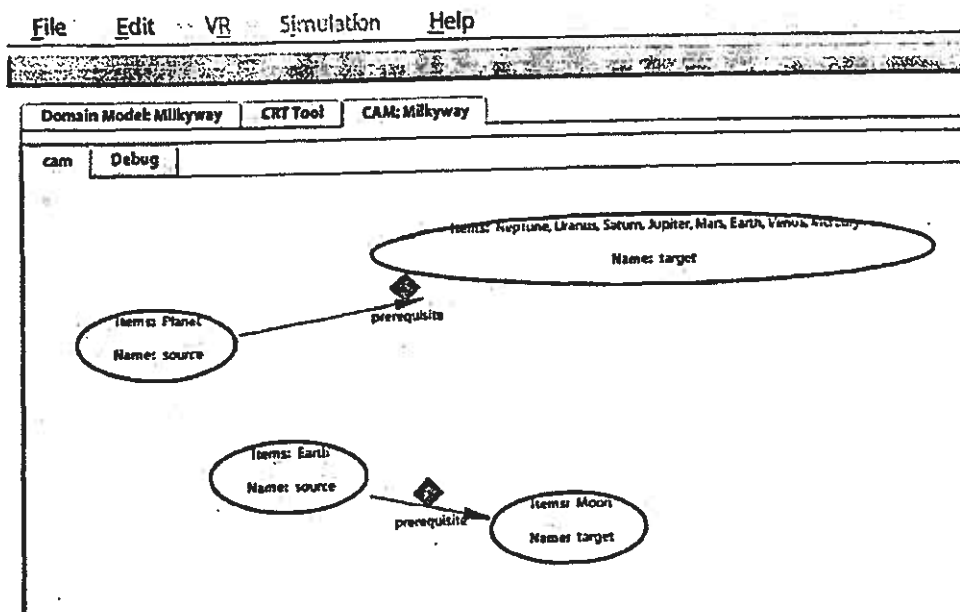 File Edit VR Simulation Help
Domain Model: Milkyway CRT Tool CAM: Milkyway
cam Debug
Items: Neptune, Uranus, Saturn, Jupiter, Mars, Earth, Venus, Mercury
Name: target
prerequisite
Items: Planet
Name: source
Items: Earth
Name: source
prerequisite
Items: Moon
Name: target